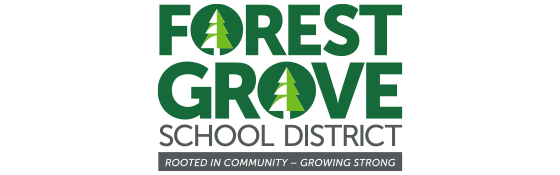 FOREST
GROVE
SCHOOL DISTRICT
ROOTED IN COMMUNITY – GROWING STRONG